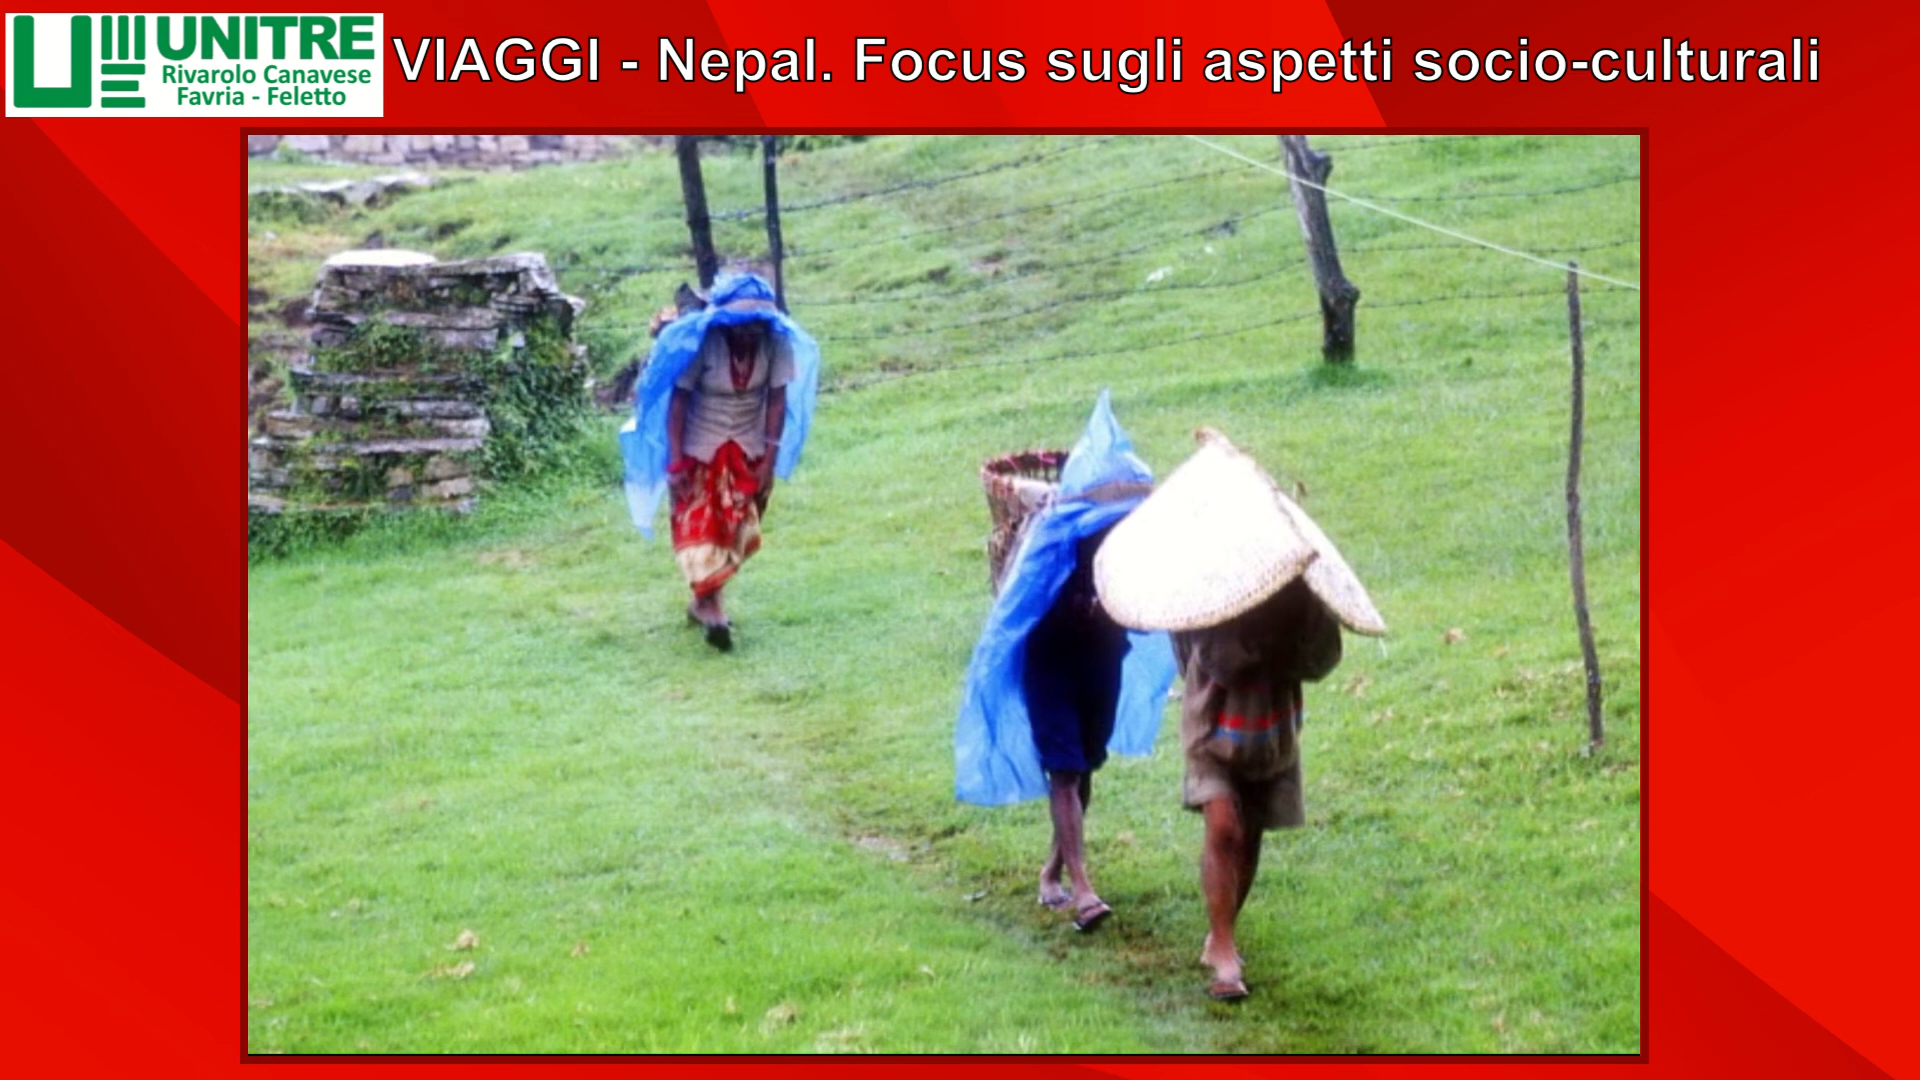 UNITRE
Rivarolo Canavese
Favria - Feletto
VIAGGI - Nepal. Focus sugli aspetti socio-culturali